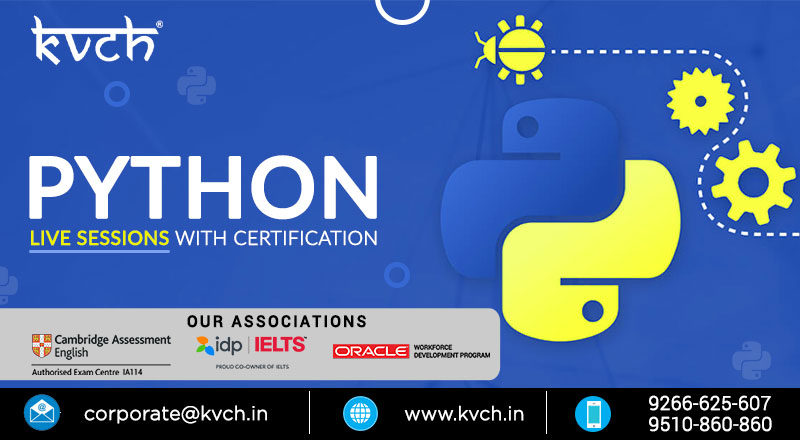 kvch®
PYTHON
LIVE SESSIONS WITH CERTIFICATION
OUR ASSOCIATIONS
Cambridge Assessment
English
Authorised Exam Centre IA114
idp | IELTS™
PROUD CO-OWNER OF IELTS
ORACLE
WORKFORCE
DEVELOPMENT PROGRAM
corporate@kvch.in
www.kvch.in
9266-625-607
9510-860-860